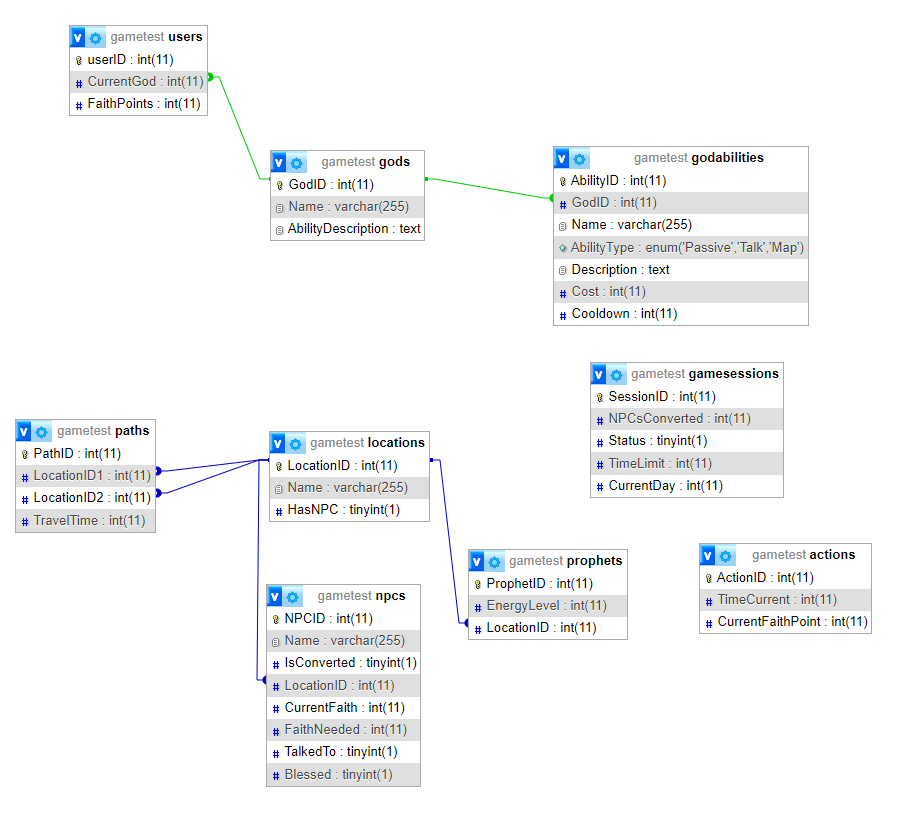 gametest users
userID : int(11)
CurrentGod : int(11)
FaithPoints : int(11)
gametest gods
GodID : int(11)
Name : varchar(255)
AbilityDescription : text
gametest godabilities
AbilityID : int(11)
GodID : int(11)
Name : varchar(255)
AbilityType : enum('Passive','Talk','Map')
Description : text
Cost : int(11)
Cooldown : int(11)
gametest gamesessions
SessionID : int(11)
NPCsConverted : int(11)
Status : tinyint(1)
TimeLimit : int(11)
CurrentDay : int(11)
gametest paths
PathID : int(11)
LocationID1 : int(11)
LocationID2 : int(11)
TravelTime : int(11)
gametest locations
LocationID : int(11)
Name : varchar(255)
HasNPC : tinyint(1)
gametest prophets
ProphetID : int(11)
EnergyLevel : int(11)
LocationID : int(11)
gametest actions
ActionID : int(11)
TimeCurrent : int(11)
CurrentFaithPoint : int(11)
gametest npcs
NPCID : int(11)
Name : varchar(255)
IsConverted : tinyint(1)
LocationID : int(11)
CurrentFaith : int(11)
FaithNeeded : int(11)
TalkedTo : tinyint(1)
Blessed : tinyint(1)